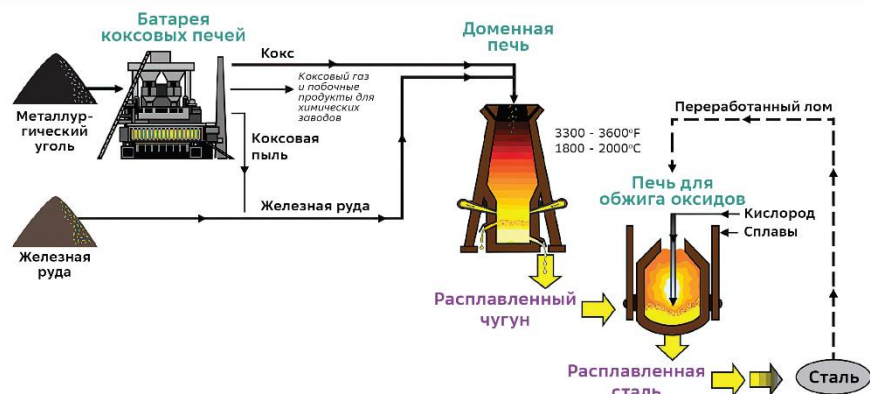 Батарея
коксовых печей
Доменная
печь
Кокс
Коксовый газ
и побочные
продукты для
химических
заводов
Металлур-
гический
уголь
Коксовая
пыль
3300 - 3600°F
1800 - 2000°C
Переработанный лом
Печь для
обжига оксидов
Кислород
Сплавы
Железная руда
Железная
руда
Расплавленный
чугун
Расплавленная
сталь
Сталь